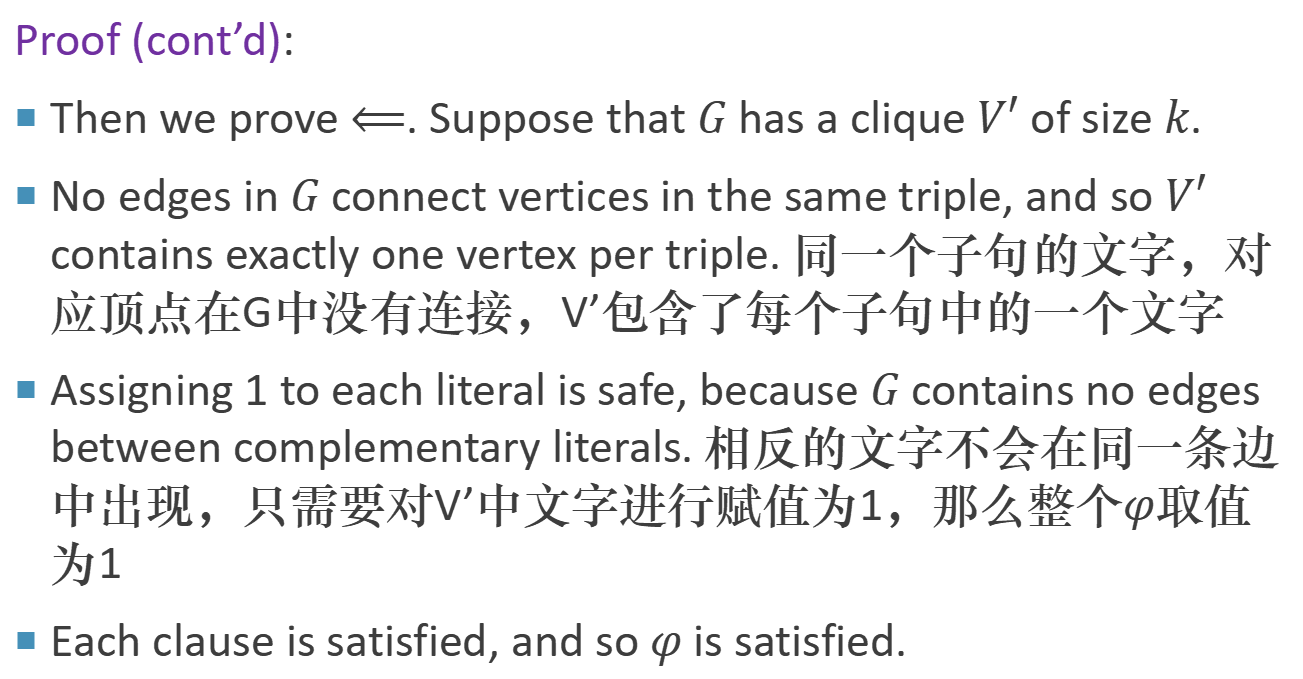 Proof (cont’d):
▪ Then we prove ⟸. Suppose that G has a clique V′ of size k.
▪ No edges in G connect vertices in the same triple, and so V′
contains exactly one vertex per triple. 同一个子句的文字，对
应顶点在G中没有连接，V’包含了每个子句中的一个文字
▪ Assigning 1 to each literal is safe, because G contains no edges
between complementary literals. 相反的文字不会在同一条边
中出现，只需要对V’中文字进行赋值为1，那么整个φ取值
为1
▪ Each clause is satisfied, and so φ is satisfied.